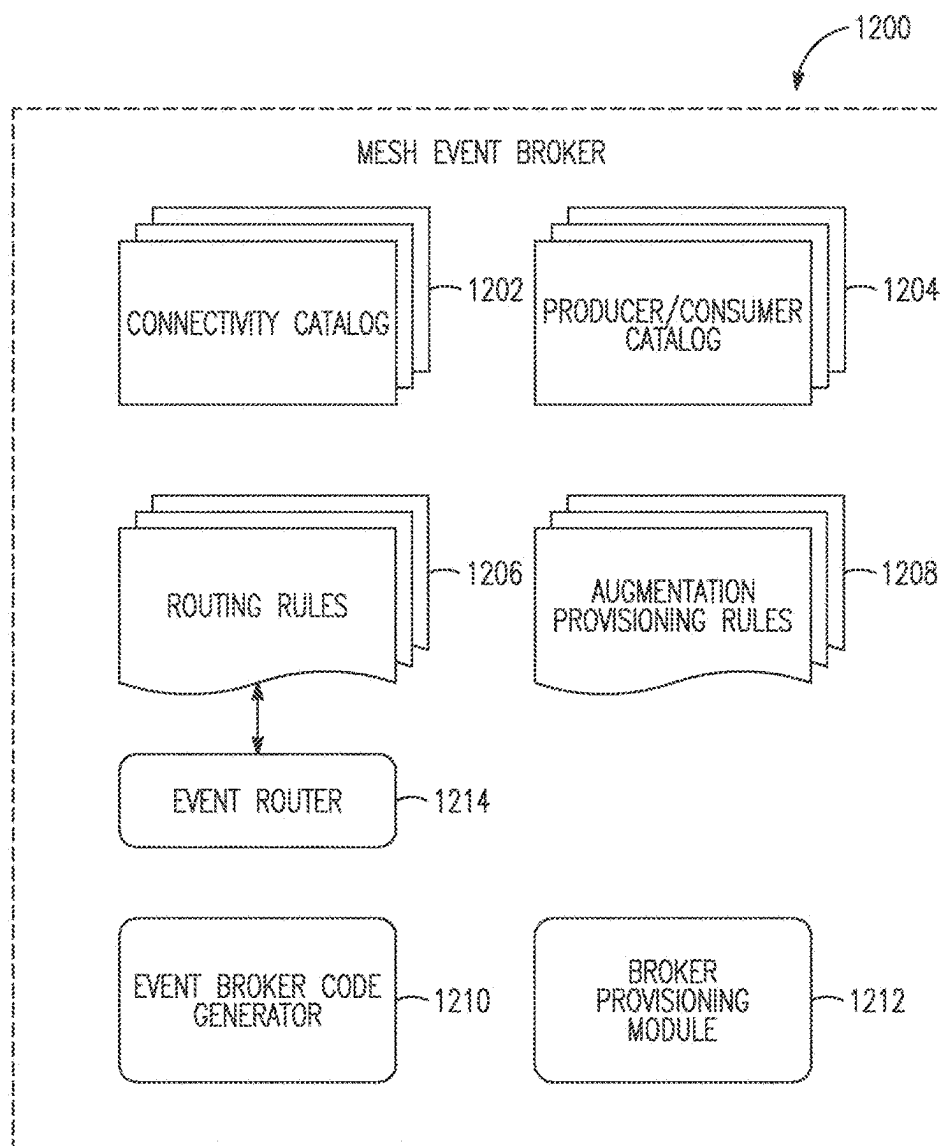 1200
MESH EVENT BROKER
CONNECTIVITY CATALOG
1202
PRODUCER/CONSUMER
CATALOG
1204
ROUTING RULES
1206
AUGMENTATION
PROVISIONING RULES
1208
EVENT ROUTER
1214
EVENT BROKER CODE
GENERATOR
1210
BROKER
PROVISIONING
MODULE
1212